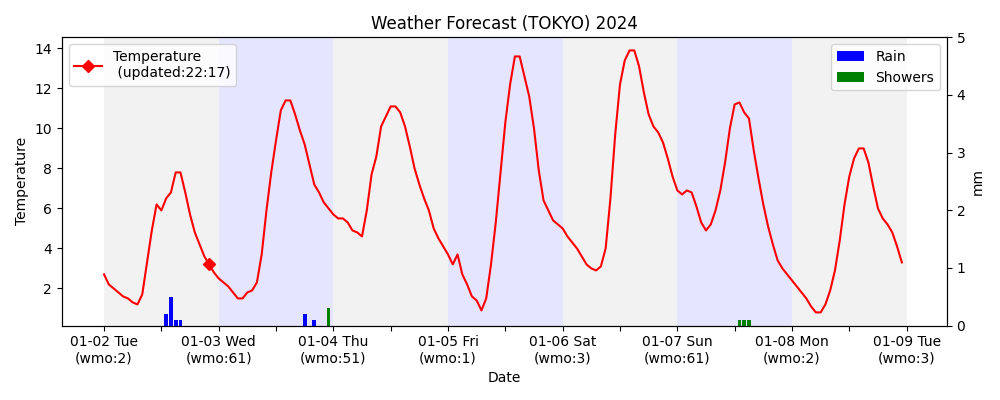 Weather Forecast (TOKYO) 2024
Temperature
(updated:22:17)
Rain
Showers
14
12
10
8
6
4
2
Temperature
5
4
3
2
1
0
mm
01-02 Tue
(wmo:2)
01-03 Wed
(wmo:61)
01-04 Thu
(wmo:51)
01-05 Fri
(wmo:1)
01-06 Sat
(wmo:3)
01-07 Sun
(wmo:61)
01-08 Mon
(wmo:2)
01-09 Tue
(wmo:3)
Date